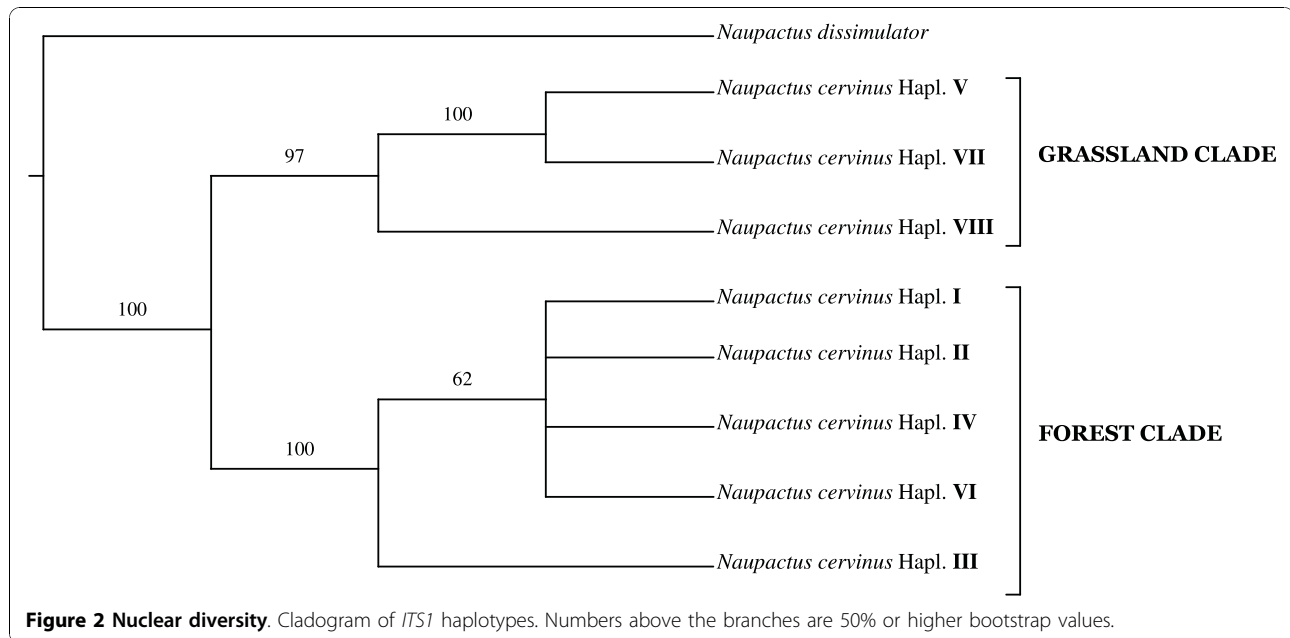 Naupactus dissimulator
Naupactus cervinus Hapl. V
100
Naupactus cervinus Hapl. VII
97
GRASSLAND CLADE
Naupactus cervinus Hapl. VIII
Naupactus cervinus Hapl. I
100
Naupactus cervinus Hapl. II
62
Naupactus cervinus Hapl. IV
FOREST CLADE
100
Naupactus cervinus Hapl. VI
Naupactus cervinus Hapl. III
Figure 2 Nuclear diversity. Cladogram of ITS1 haplotypes. Numbers above the branches are 50% or higher bootstrap values.